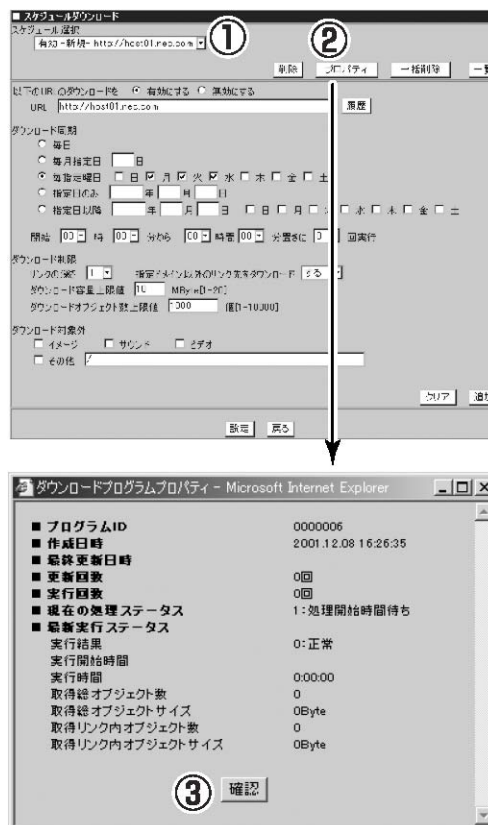 ■ スケジュールダウンロード
スケジュール選択
有効-新規- http://host01.nec.com
①
②
削除 プロパティ 一括削除 一覧
以下のURLのダウンロードを 有効にする 無効にする
URL http://host01.nec.com 履歴
ダウンロード周期
毎日
毎月指定日 日
毎指定曜日 日 月 火 水 木 金 土
指定日のみ 年 月 日
指定日以降 年 月 日 日 月 火 水 木 金 土
開始 00 時 00 分から 00 時間 00 分置きに 回実行
ダウンロード制限
リンクの深さ 1 指定ドメイン以外のリンク先をダウンロード する
ダウンロード容量上限値 10 MByte[1-20]
ダウンロードオブジェクト数上限値 1000 個[1-10000]
ダウンロード対象外
イメージ サウンド ビデオ
その他 /
クリア 追加
設定 戻る
ダウンロードプログラムプロパティ - Microsoft Internet Explorer
■ プログラムID 0000006
■ 作成日時 2001.12.08 16:26:35
■ 最終更新日時
■ 更新回数 0回
■ 実行回数 0回
■ 現在の処理ステータス 1:処理開始時間待ち
■ 最新実行ステータス
実行結果 0:正常
実行開始時間
実行時間 0:00:00
取得総オブジェクト数 0
取得総オブジェクトサイズ 0Byte
取得リンク内オブジェクト数 0
取得リンク内オブジェクトサイズ 0Byte
③ 確認